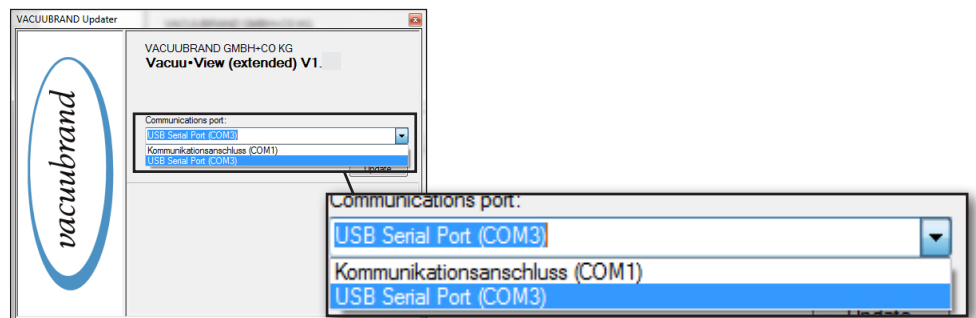 VACUUBRAND Updater
vacuubrand
VACUUBRAND GMBH+CO KG
Vacuu•View (extended) V1.
Communications port:
USB Serial Port (COM3)
Kommunikationsanschluss (COM1)
USB Serial Port (COM3)
Update
Communications port:
USB Serial Port (COM3)
Kommunikationsanschluss (COM1)
USB Serial Port (COM3)
Update